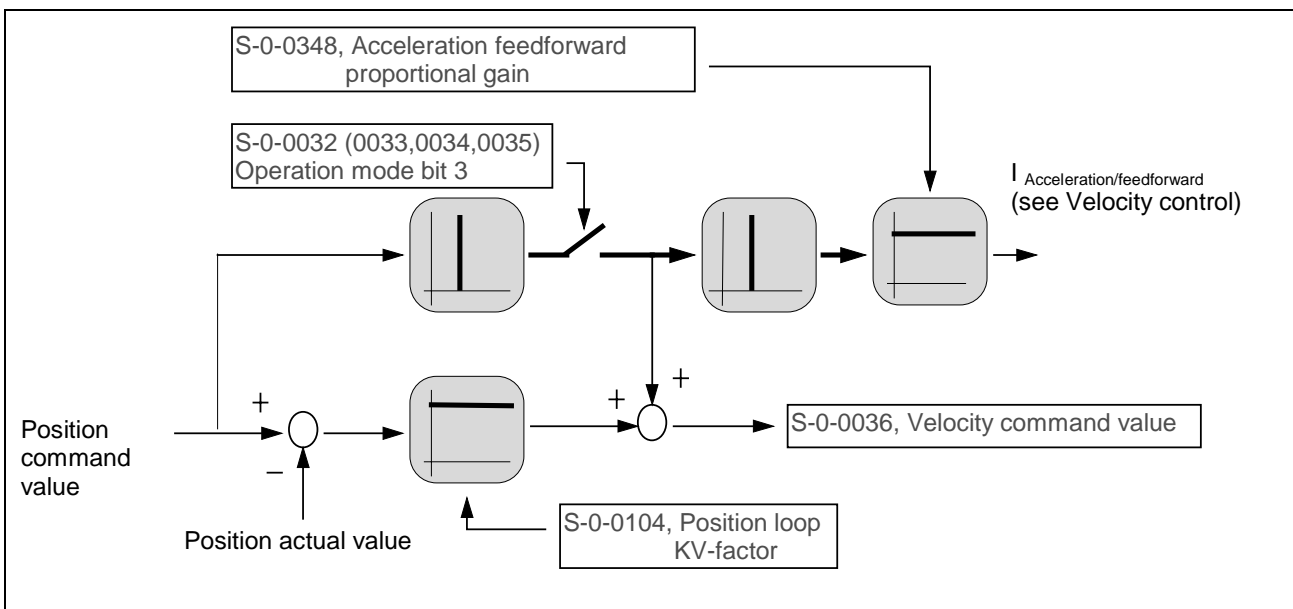 S-0-0348, Acceleration feedforward
proportional gain
S-0-0032 (0033,0034,0035)
Operation mode bit 3
I Acceleration/feedforward
(see Velocity control)
+
+
+
Position
command
value
–
Position actual value
S-0-0036, Velocity command value
S-0-0104, Position loop
KV-factor